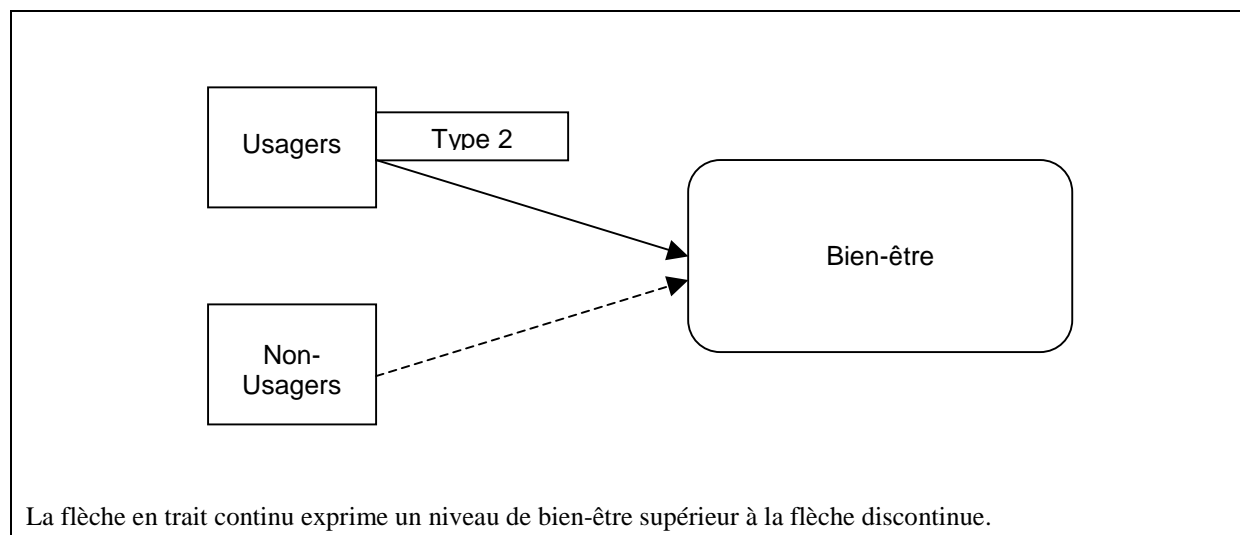 Usagers
Type 2
Bien-être
Non-
Usagers
La flèche en trait continu exprime un niveau de bien-être supérieur à la flèche discontinue.